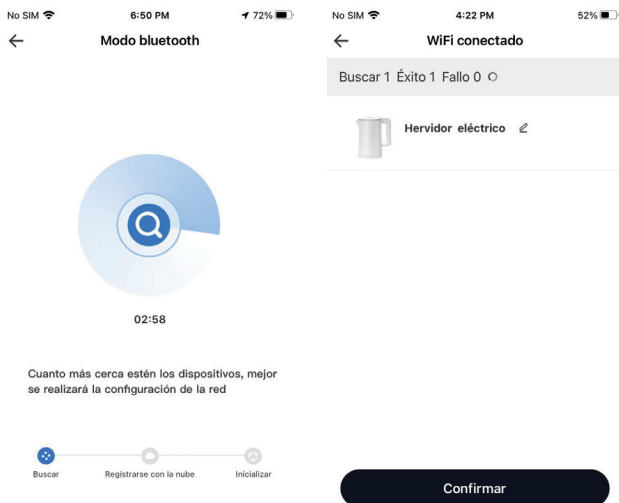 No SIM 6:50 PM 72%
Modo bluetooth
02:58
Cuanto más cerca estén los dispositivos, mejor
se realizará la configuración de la red
Buscar Registrarse con la nube Inicializar
No SIM 4:22 PM 52%
WiFi conectado
Buscar 1 Éxito 1 Fallo 0
Hervidor eléctrico
Confirmar